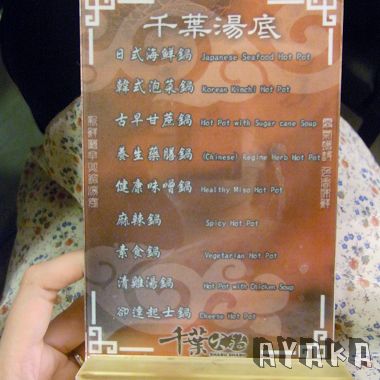 千葉湯底
日式海鮮鍋 Japanese Seafood Hot Pot
韓式泡菜鍋 Korean Kimchi Hot Pot
古早甘蔗鍋 Hot Pot with Sugar cane Soup
養生藥膳鍋 (Chinese) Regime Herb Hot Pot
健康味噌鍋 Healthy Miso Hot Pot
麻辣鍋 Spicy Hot Pot
素食鍋 Vegetarian Hot Pot
清雞湯鍋 Hot Pot with Chicken Soup
卻達起士鍋 Cheese Hot Pot
千葉火鍋
SHABU SHABU
AYAKA